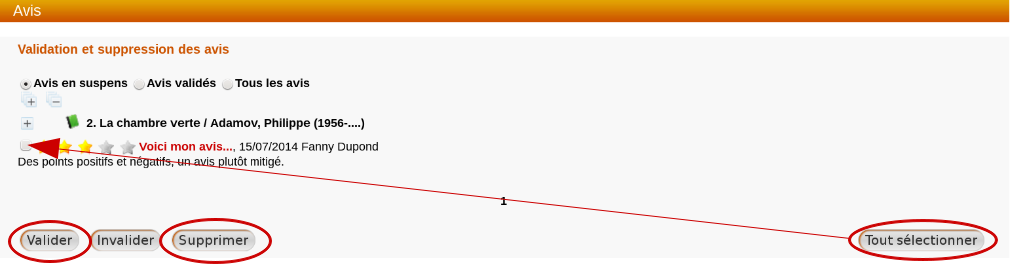 Avis
Validation et suppression des avis
Avis en suspens Avis validés Tous les avis
2. La chambre verte / Adamov, Philippe (1956-....)
Voici mon avis..., 15/07/2014 Fanny Dupond
Des points positifs et négatifs, un avis plutôt mitigé.
1
Valider Invalider Supprimer Tout sélectionner